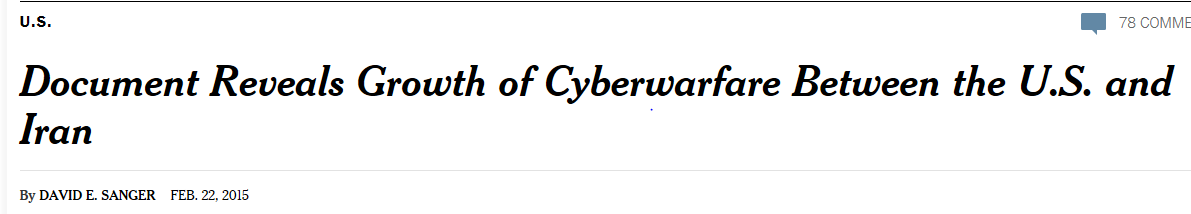 U.S.
78 COMME
Document Reveals Growth of Cyberwarfare Between the U.S. and
Iran
By DAVID E. SANGER FEB. 22, 2015